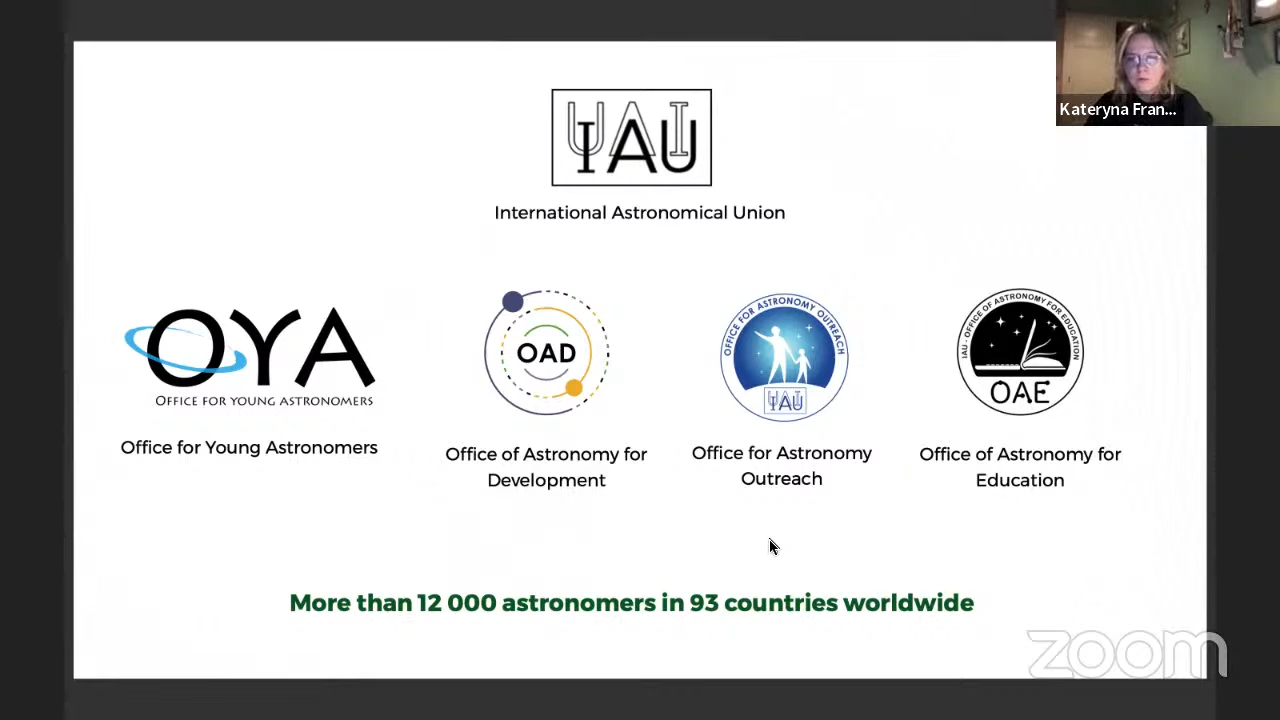 Kateryna Fran...
UAI
IAU
International Astronomical Union
OYA
OFFICE FOR YOUNG ASTRONOMERS
Office for Young Astronomers
OAD
Office of Astronomy for
Development
OFFICE FOR ASTRONOMY OUTREACH
UAI
IAU
Office for Astronomy
Outreach
IAU - OFFICE OF ASTRONOMY FOR EDUCATION
OAE
Office of Astronomy for
Education
More than 12 000 astronomers in 93 countries worldwide
zoom